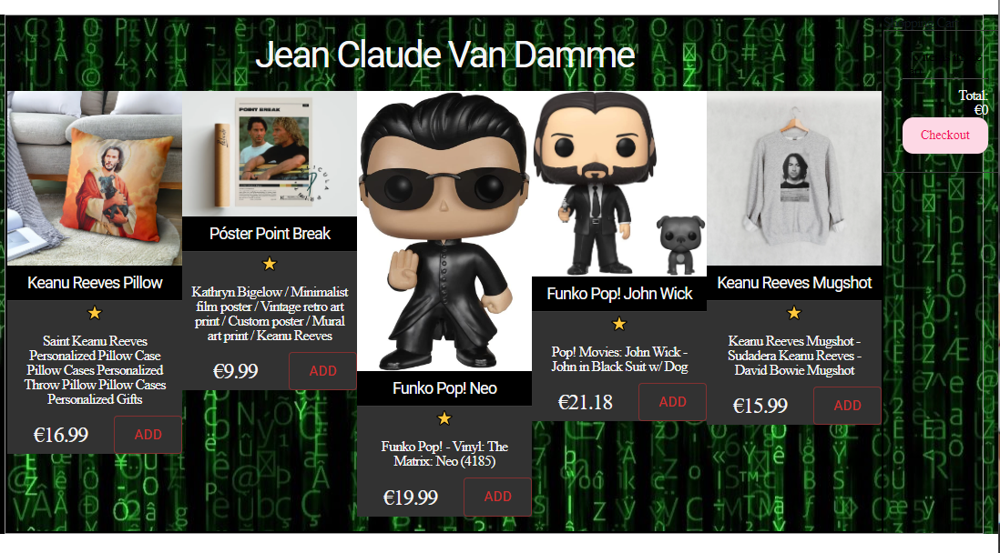 Jean Claude Van Damme
Total:
€0
Checkout
Keanu Reeves Pillow
Saint Keanu Reeves
Personalized Pillow Case
Pillow Cases Personalized
Throw Pillow Pillow Cases
Personalized Gifts
€16.99
ADD
POINT BREAK
Póster Point Break
Kathryn Bigelow / Minimalist
film poster / Vintage retro art
print / Custom poster / Mural
art print / Keanu Reeves
€9.99
ADD
Funko Pop! Neo
Funko Pop! - Vinyl: The
Matrix: Neo (4185)
€19.99
ADD
Funko Pop! John Wick
Pop! Movies: John Wick -
John in Black Suit w/ Dog
€21.18
ADD
Keanu Reeves Mugshot
Keanu Reeves Mugshot -
Sudadera Keanu Reeves -
David Bowie Mugshot
€15.99
ADD